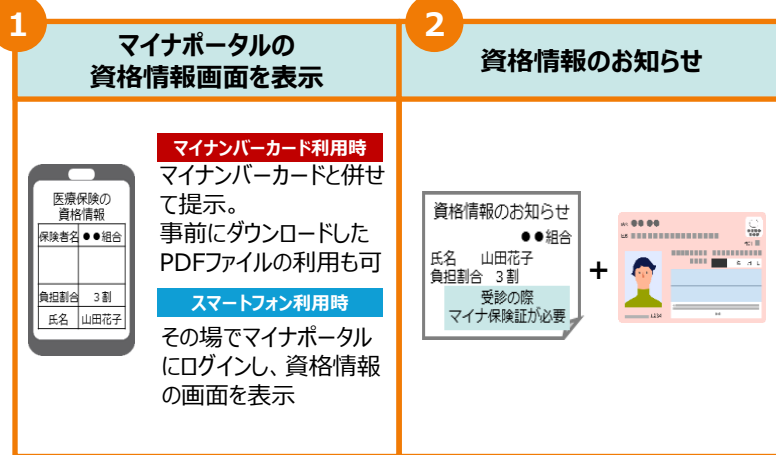 1
マイナポータルの
資格情報画面を表示
医療保険の
資格情報
保険者名 ●●組合
負担割合 3割
氏名 山田花子
マイナンバーカード利用時
マイナンバーカードと併せ
て提示。
事前にダウンロードした
PDFファイルの利用も可
スマートフォン利用時
その場でマイナポータル
にログインし、資格情報
の画面を表示
2
資格情報のお知らせ
資格情報のお知らせ
●●組合
氏名 山田花子
負担割合 3割
受診の際
マイナ保険証が必要
+